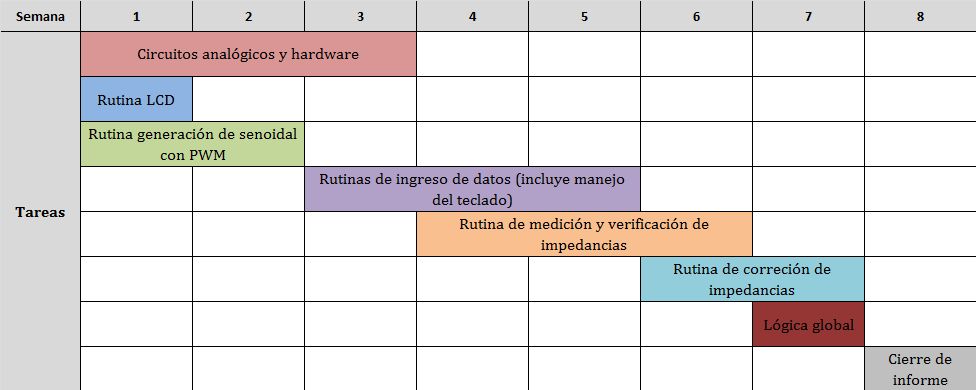 Semana 1 2 3 4 5 6 7 8
Circuitos analógicos y hardware
Rutina LCD
Rutina generación de senoidal
con PWM
Rutinas de ingreso de datos (incluye manejo
del teclado)
Tareas
Rutina de medición y verificación de
impedancias
Rutina de correción de
impedancias
Lógica global
Cierre de
informe